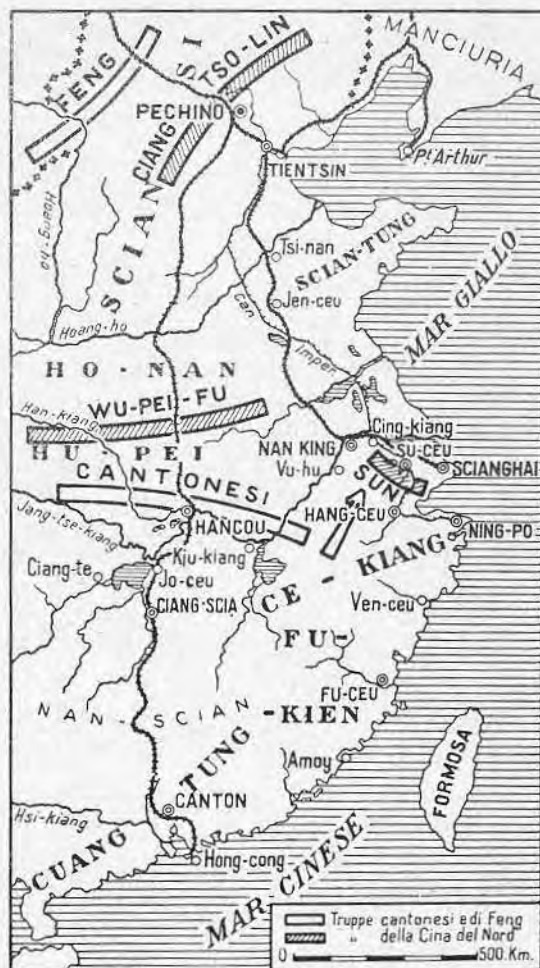 MANCIURIA
FENG
SI
TSO-LIN
PECHINO
CIANG
TIENTSIN
Pt Arthur
SCIAN
Hoang-ho
Tsi-nan
SCIAN-TUNG
Jen-ceu
MAR GIALLO
Can
Imper.
Hoang-ho
HO-NAN
Han-kiang
WU-PEI-FU
HU-PEI
Cing-kiang
NAN KING
SU-CEU
SCIANGHAI
Vu-hu
SUN
CANTONESI
HANG-CEU
Jang-tse-kiang
HANCOU
NING-PO
Kju-kiang
Ciang-te
Jo-ceu
CE-KIANG
CIANG-SCIA
Ven-ceu
FU-KIEN
FU-CEU
NAN-SCIAN
Amoy
FORMOSA
CUANG TUNG
CANTON
Hsi-kiang
Hong-cong
MAR CINESE
Truppe cantonesi e di Feng
" della Cina del Nord
0 500 Km.